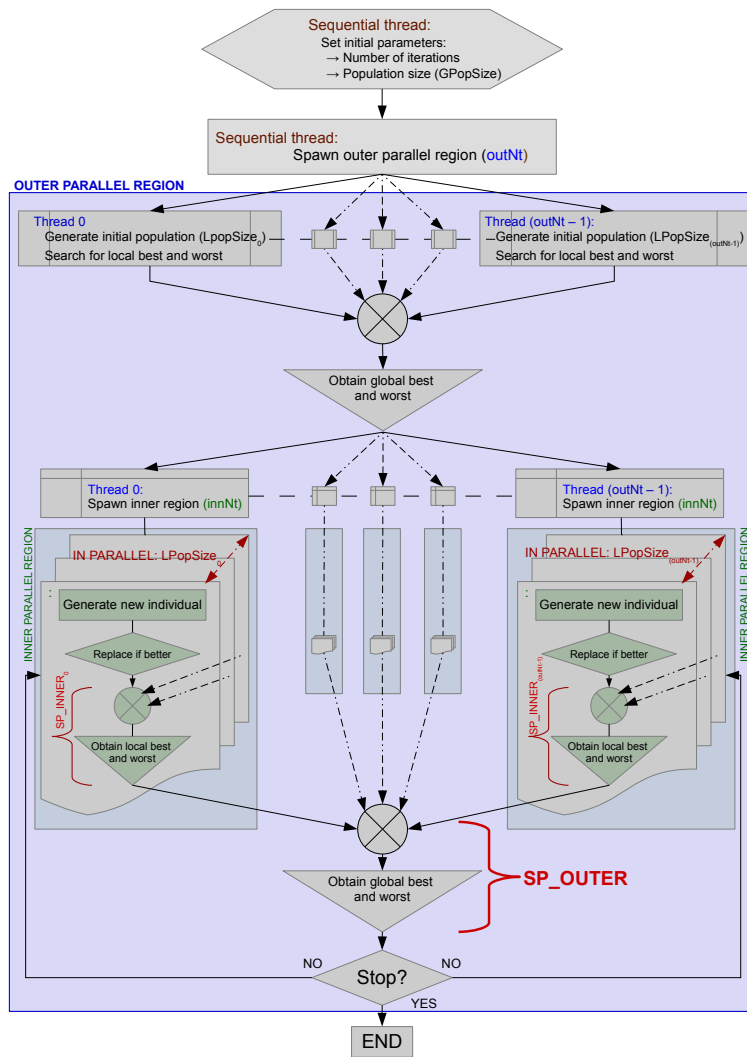 Sequential thread:
Set initial parameters:
→ Number of iterations
→ Population size (GPopSize)
Sequential thread:
Spawn outer parallel region (outNt)
OUTER PARALLEL REGION
Thread 0
Generate initial population (LpopSize0)
Search for local best and worst
Thread (outNt – 1):
Generate initial population (LPopSize(outNt-1))
Search for local best and worst
Obtain global best
and worst
Thread 0:
Spawn inner region (innNt)
Thread (outNt – 1):
Spawn inner region (innNt)
INNER PARALLEL REGION
IN PARALLEL: LPopSize0
:
Generate new individual
Replace if better
SP_INNER0
Obtain local best
and worst
INNER PARALLEL REGION
IN PARALLEL: LPopSize(outNt-1)
:
Generate new individual
Replace if better
SP_INNER(outNt-1)
Obtain local best
and worst
Obtain global best
and worst
SP_OUTER
NO
Stop?
NO
YES
END